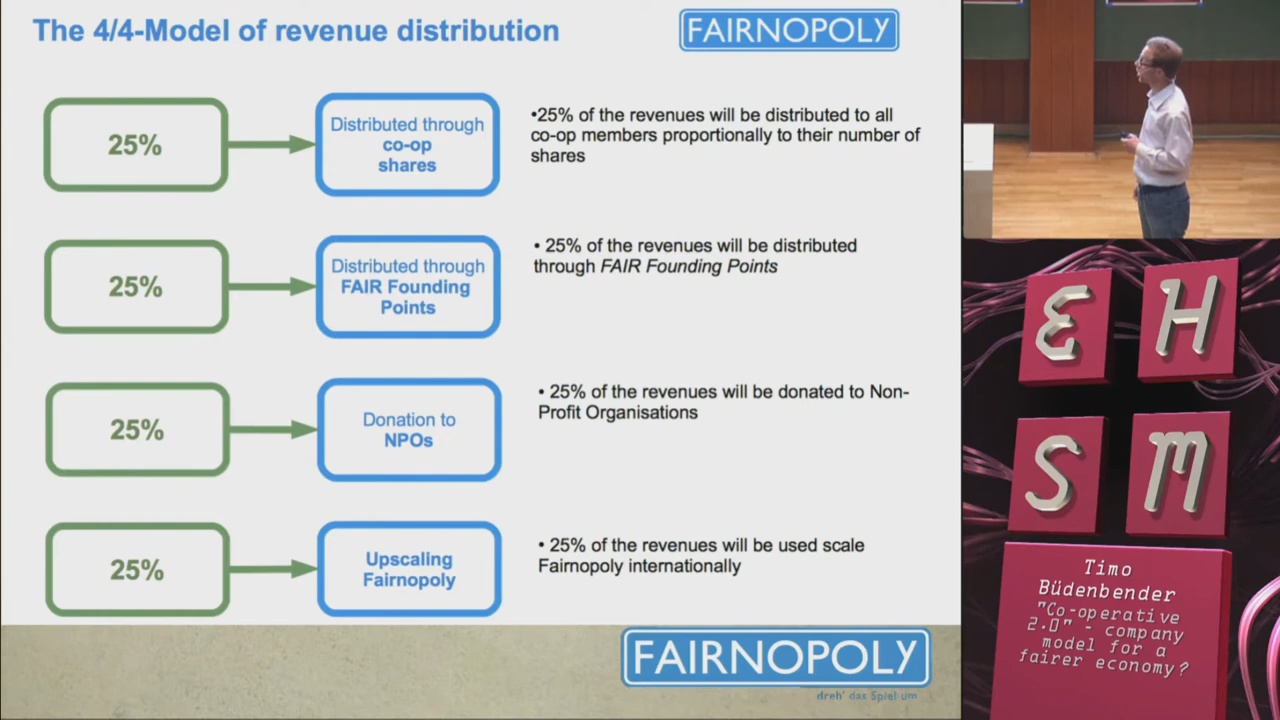 The 4/4-Model of revenue distribution
FAIRNOPOLY
25%
Distributed through
co-op
shares
•25% of the revenues will be distributed to all
co-op members proportionally to their number of
shares
25%
Distributed through
FAIR Founding
Points
• 25% of the revenues will be distributed
through FAIR Founding Points
25%
Donation to
NPOs
• 25% of the revenues will be donated to Non-
Profit Organisations
25%
Upscaling
Fairnopoly
• 25% of the revenues will be used scale
Fairnopoly internationally
FAIRNOPOLY
dreh' das Spiel um
E H
S M
Timo
Büdenbender
"Co-operative
2.0" - company
model for a
fairer economy?